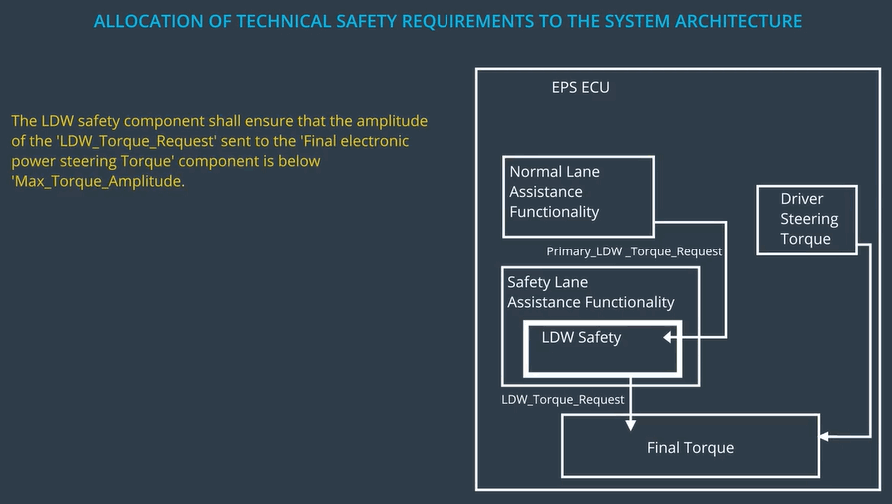 ALLOCATION OF TECHNICAL SAFETY REQUIREMENTS TO THE SYSTEM ARCHITECTURE
The LDW safety component shall ensure that the amplitude
of the 'LDW_Torque_Request' sent to the 'Final electronic
power steering Torque' component is below
'Max_Torque_Amplitude.
EPS ECU
Normal Lane
Assistance
Functionality
Driver
Steering
Torque
Primary_LDW _Torque_Request
Safety Lane
Assistance Functionality
LDW Safety
LDW_Torque_Request
Final Torque